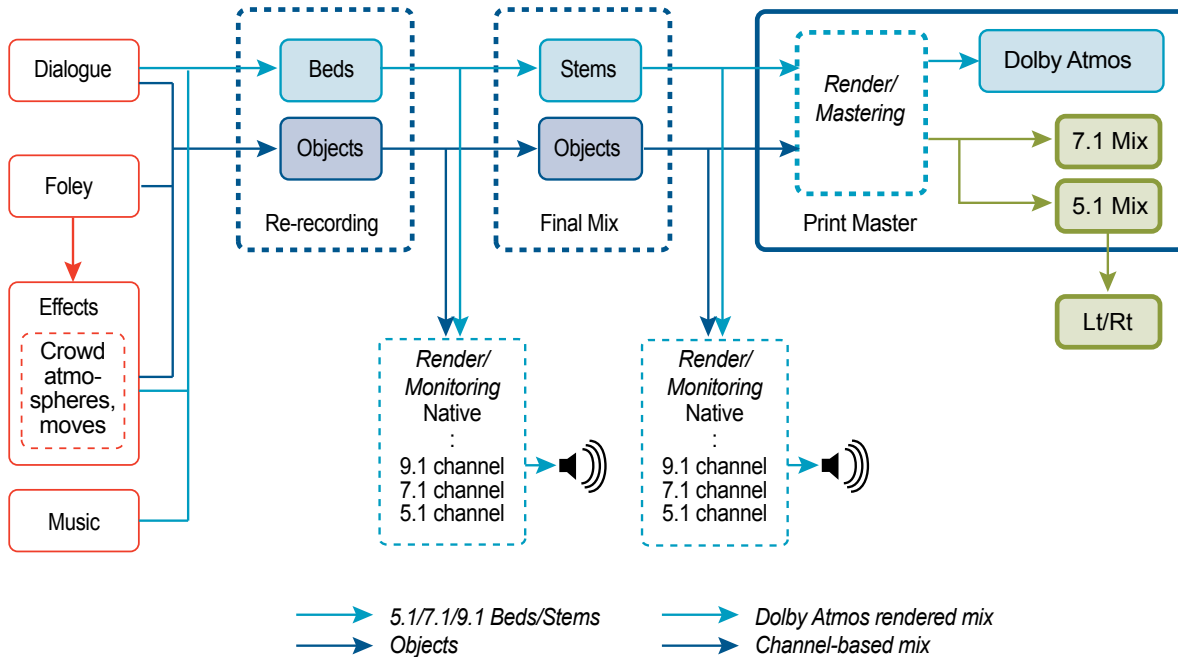 Dialogue
Foley
Effects
Crowd
atmo-
spheres,
moves
Music
Beds
Objects
Re-recording
Stems
Objects
Final Mix
Render/
Mastering
Print Master
Dolby Atmos
7.1 Mix
5.1 Mix
Lt/Rt
Render/
Monitoring
Native
:
9.1 channel
7.1 channel
5.1 channel
Render/
Monitoring
Native
:
9.1 channel
7.1 channel
5.1 channel
5.1/7.1/9.1 Beds/Stems
Objects
Dolby Atmos rendered mix
Channel-based mix